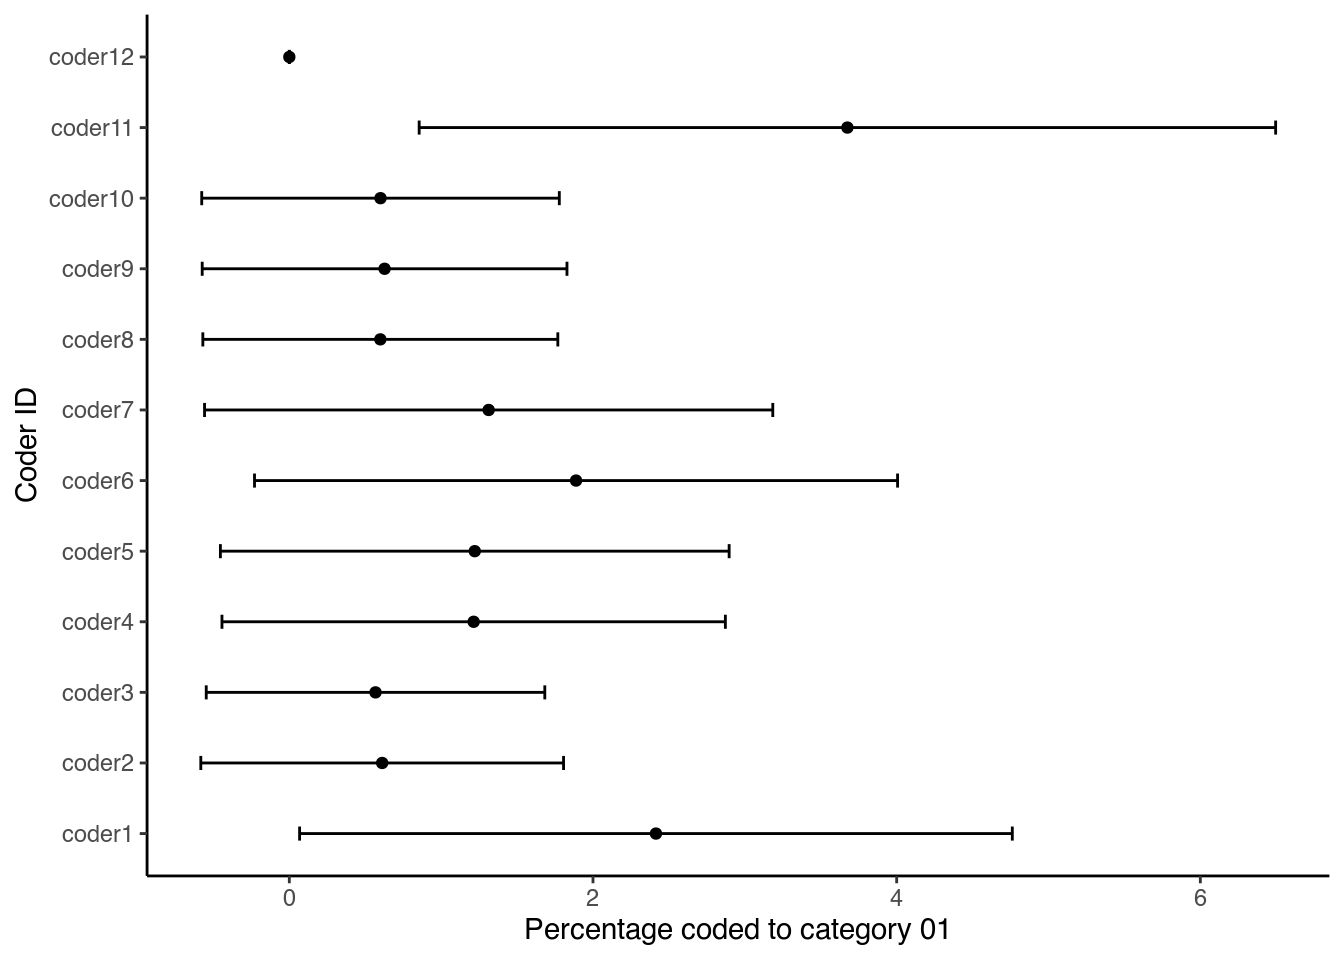 coder12
coder11
coder10
coder9
coder8
coder7
coder6
coder5
coder4
coder3
coder2
coder1
Coder ID
0 2 4 6
Percentage coded to category 01